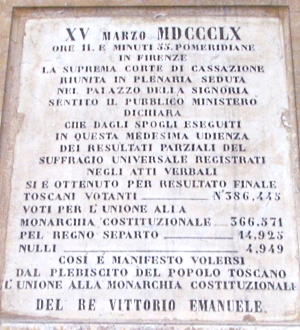 XV MARZO MDCCCLX
ORE 11. E MINUTI 55. POMERIDIANE
IN FIRENZE
LA SUPREMA CORTE DI CASSAZIONE
RIUNITA IN PLENARIA SEDUTA
NEL PALAZZO DELLA SIGNORIA
SENTITO IL PUBBLICO MINISTERO
DICHIARA
CHE DAGLI SPOGLI ESEGUITI
IN QUESTA MEDESIMA UDIENZA
DEI RESULTATI PARZIALI DEL
SUFFRAGIO UNIVERSALE REGISTRATI
NEGLI ATTI VERBALI
SI E OTTENUTO PER RESULTATO FINALE
TOSCANI VOTANTI N° 386,445
VOTI PER L'UNIONE ALLA
MONARCHIA COSTITUZIONALE 366,571
PEL REGNO SEPARTO 14,925
NULLI 4,949
COSI E MANIFESTO VOLERSI
DAL PLEBISCITO DEL POPOLO TOSCANO
L'UNIONE ALLA MONARCHIA COSTITUZIONALE
DEL RE VITTORIO EMANUELE.